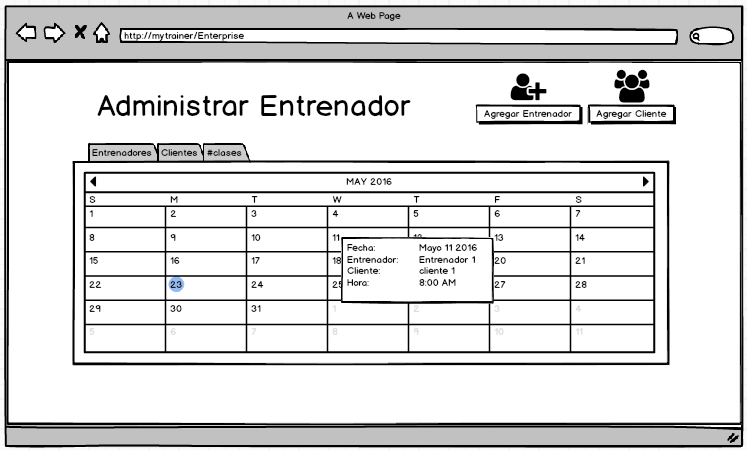 A Web Page
http://mytrainer/Enterprise
Administrar Entrenador
Agregar Entrenador Agregar Cliente
Entrenadores Clientes #clases
MAY 2016
S M T W T F S
1 2 3 4 5 6 7
8 9 10 11 13 14
Fecha: Mayo 11 2016
Entrenador: Entrenador 1
Cliente: cliente 1
Hora: 8:00 AM
15 16 17 18 20 21
22 23 24 25 27 28
29 30 31 1 2 3 4
5 6 7 8 9 10 11